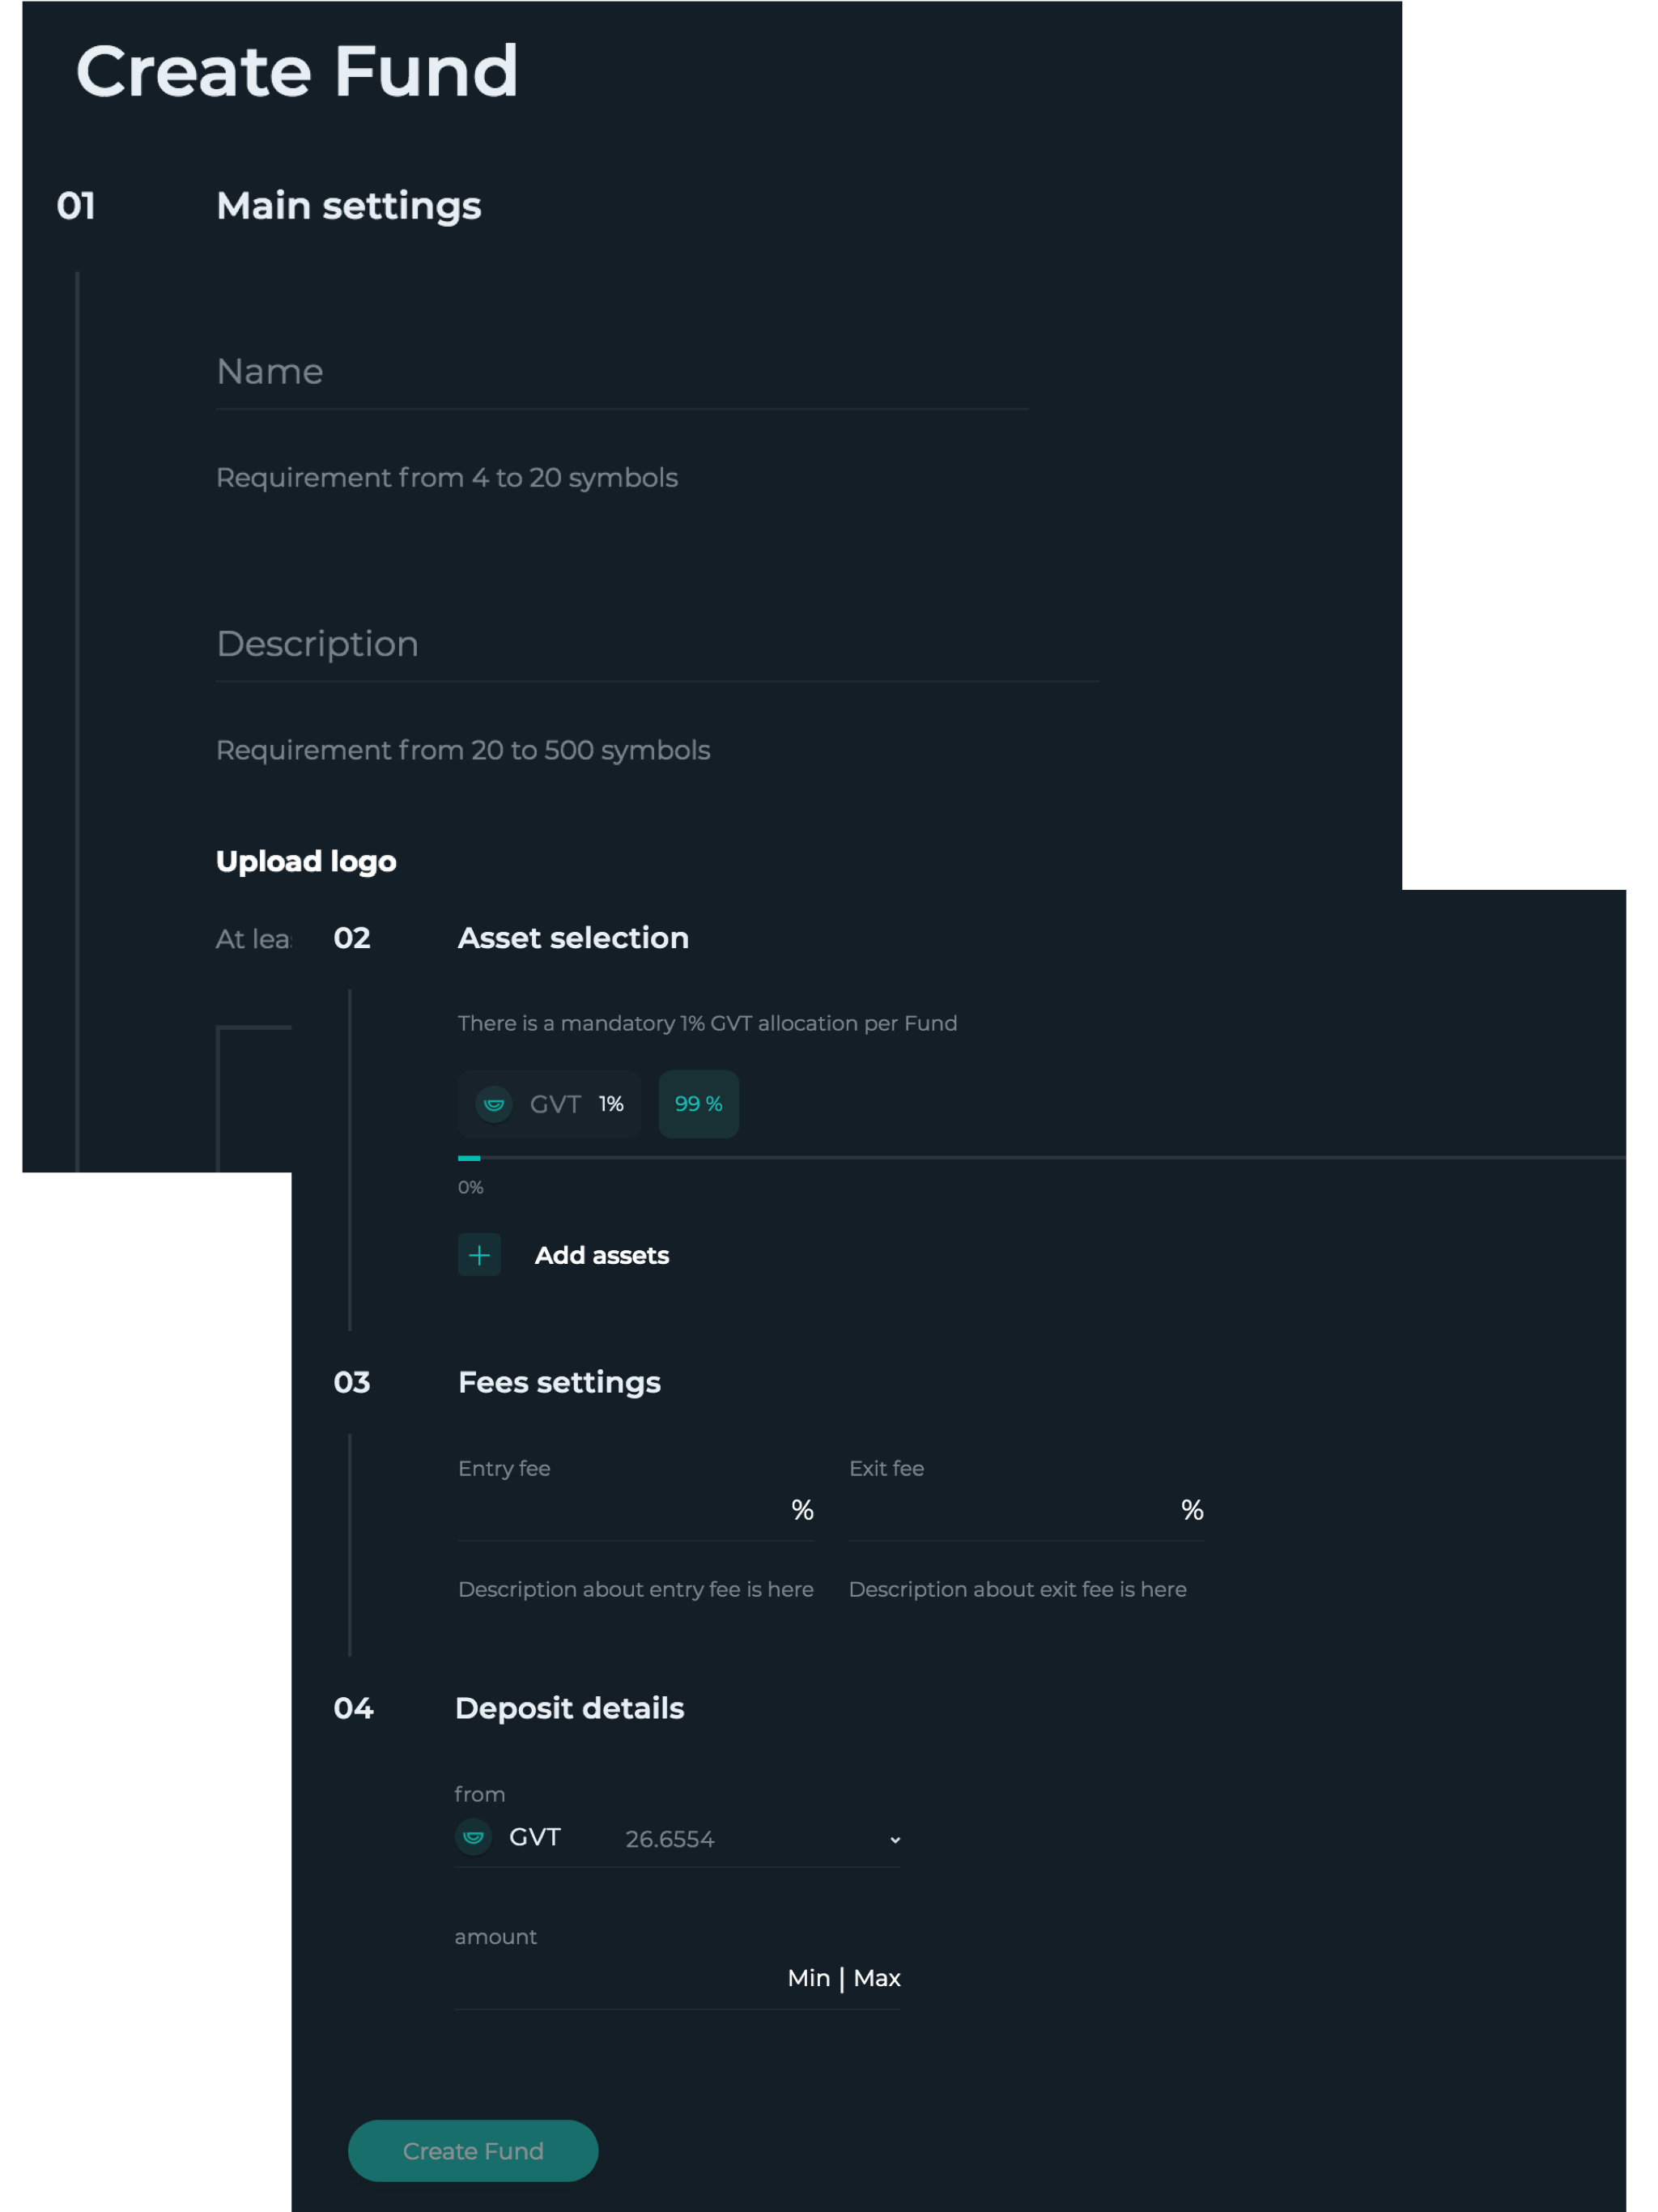 Create Fund
01 Main settings
Name
Requirement from 4 to 20 symbols
Description
Requirement from 20 to 500 symbols
Upload logo
At lea
02 Asset selection
There is a mandatory 1% GVT allocation per Fund
GVT 1% 99 %
0%
+ Add assets
03 Fees settings
Entry fee Exit fee
% %
Description about entry fee is here Description about exit fee is here
04 Deposit details
from
GVT 26.6554
amount
Min | Max
Create Fund